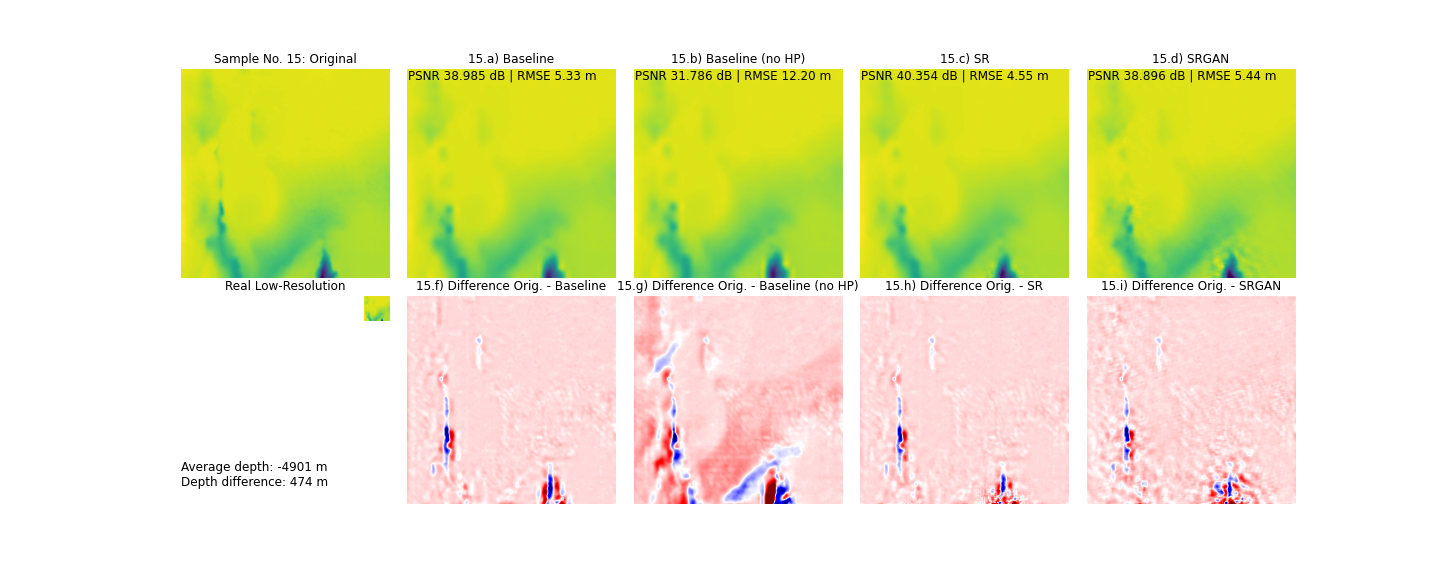 Sample No. 15: Original
15.a) Baseline
15.b) Baseline (no HP)
15.c) SR
15.d) SRGAN
PSNR 38.985 dB | RMSE 5.33 m
PSNR 31.786 dB | RMSE 12.20 m
PSNR 40.354 dB | RMSE 4.55 m
PSNR 38.896 dB | RMSE 5.44 m
Real Low-Resolution
15.f) Difference Orig. - Baseline
15.g) Difference Orig. - Baseline (no HP)
15.h) Difference Orig. - SR
15.i) Difference Orig. - SRGAN
Average depth: -4901 m
Depth difference: 474 m